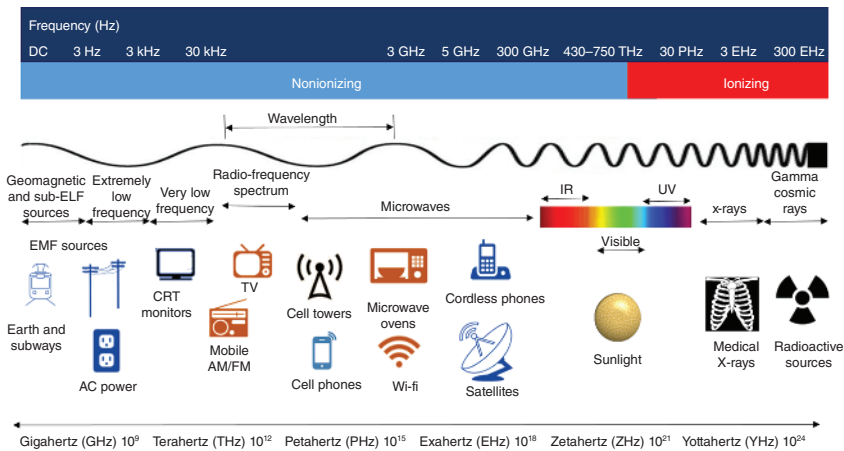 Frequency (Hz)
DC 3 Hz 3 kHz 30 kHz 3 GHz 5 GHz 300 GHz 430–750 THz 30 PHz 3 EHz 300 EHz
Nonionizing Ionizing
Wavelength
Geomagnetic
and sub-ELF
sources
Extremely
low
frequency
Very low
frequency
Radio-frequency
spectrum
Microwaves
IR
UV
Visible
x-rays
Gamma
cosmic
rays
EMF sources
Earth and
subways
AC power
CRT
monitors
TV
Mobile
AM/FM
Cell towers
Cell phones
Microwave
ovens
Wi-fi
Cordless phones
Satellites
Sunlight
Medical
X-rays
Radioactive
sources
Gigahertz (GHz) 10⁹ Terahertz (THz) 10¹² Petahertz (PHz) 10¹⁵ Exahertz (EHz) 10¹⁸ Zetahertz (ZHz) 10²¹ Yottahertz (YHz) 10²⁴